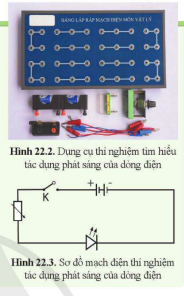 BẢNG LẮP RÁP MẠCH ĐIỆN MÔN VẬT LÝ
Hình 22.2. Dụng cụ thí nghiệm tìm hiểu
tác dụng phát sáng của dòng điện
+ -
K
Hình 22.3. Sơ đồ mạch điện thí nghiệm
tác dụng phát sáng của dòng điện